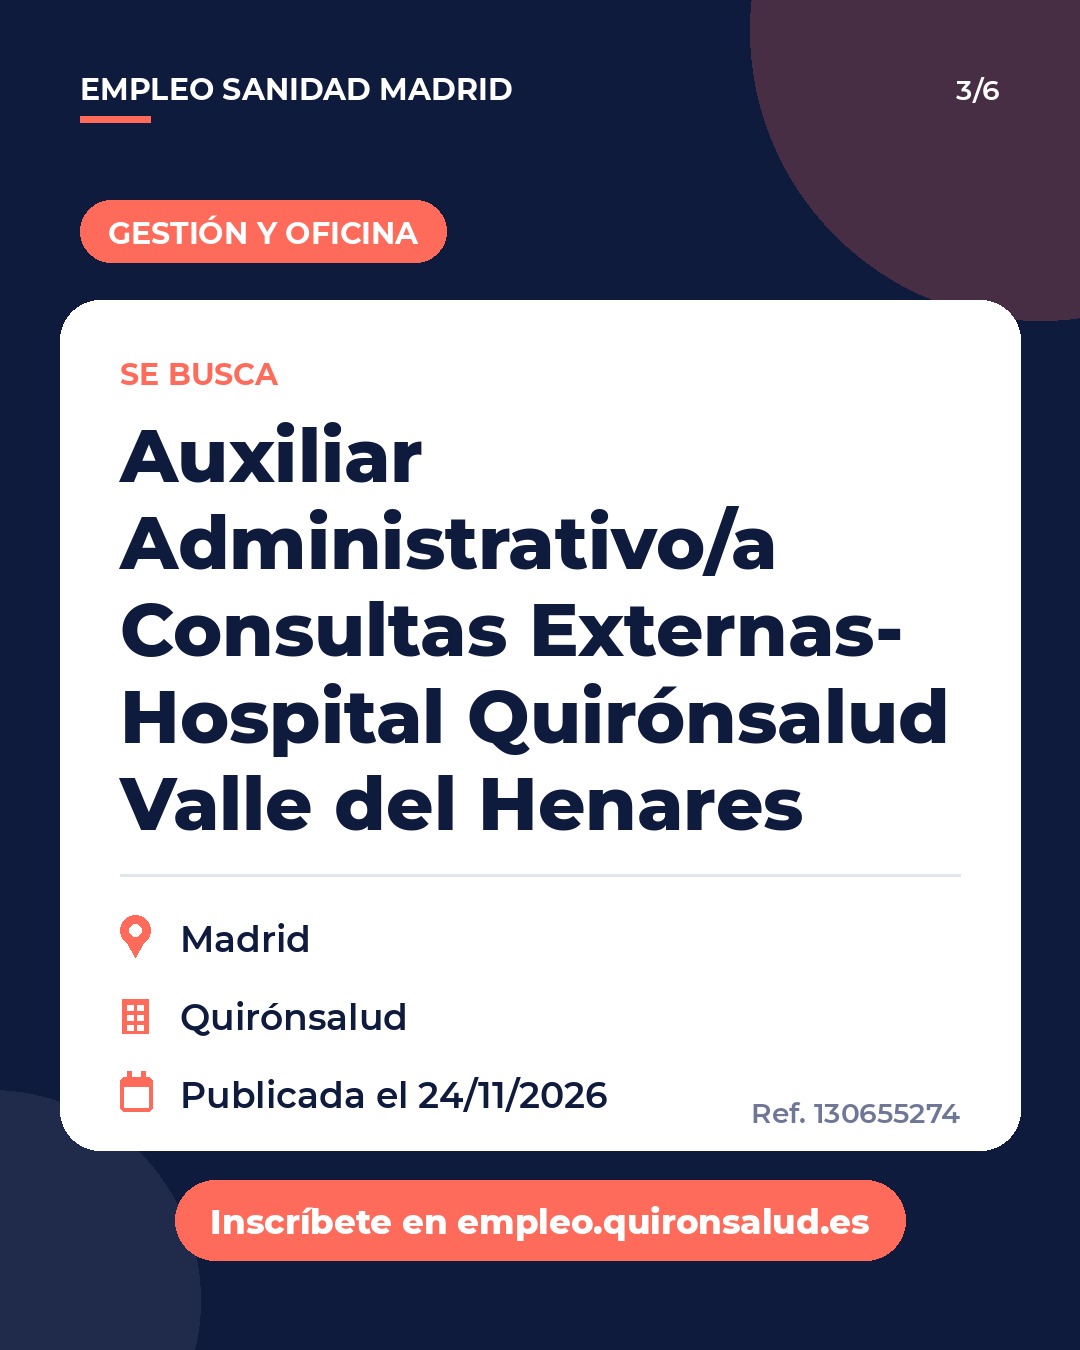 EMPLEO SANIDAD MADRID
3/6
GESTIÓN Y OFICINA
SE BUSCA
Auxiliar
Administrativo/a
Consultas Externas-
Hospital Quirónsalud
Valle del Henares
Madrid
Quirónsalud
Publicada el 24/11/2026
Ref. 130655274
Inscríbete en empleo.quironsalud.es